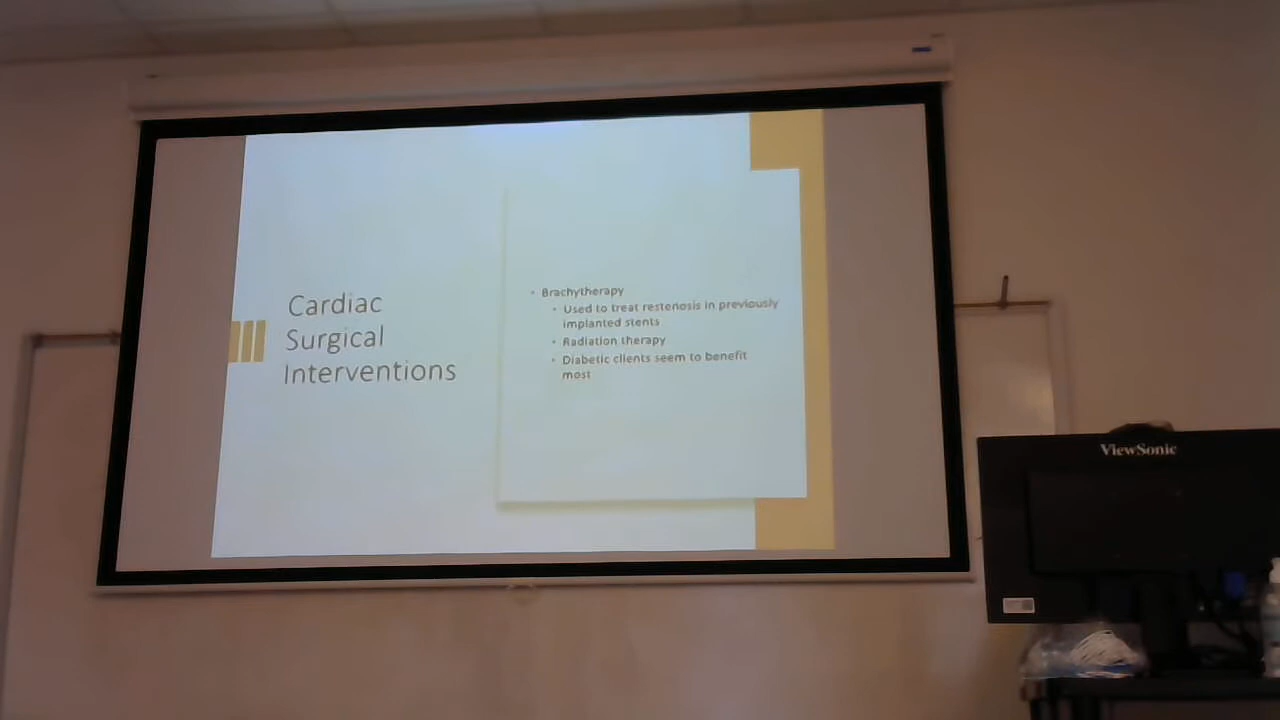 Cardiac
Surgical
Interventions
• Brachytherapy
• Used to treat restenosis in previously
implanted stents
• Radiation therapy
• Diabetic clients seem to benefit
most
ViewSonic